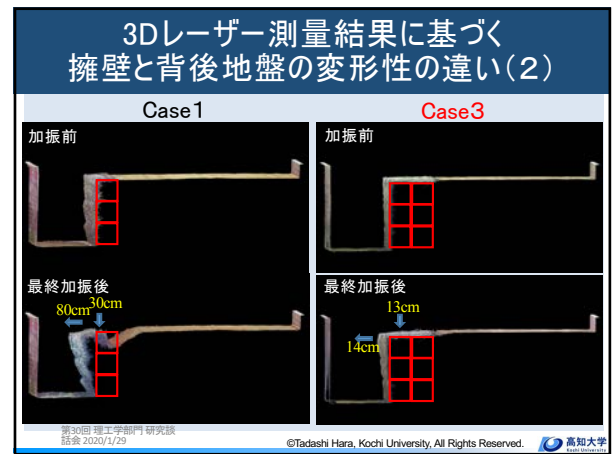 3Dレーザー測量結果に基づく
擁壁と背後地盤の変形性の違い(2)
Case1
Case3
加振前
加振前
最終加振後
80cm
30cm
最終加振後
13cm
14cm
第30回 理工学部門 研究談
話会 2020/1/29
©Tadashi Hara, Kochi University, All Rights Reserved.
高知大学
Kochi University